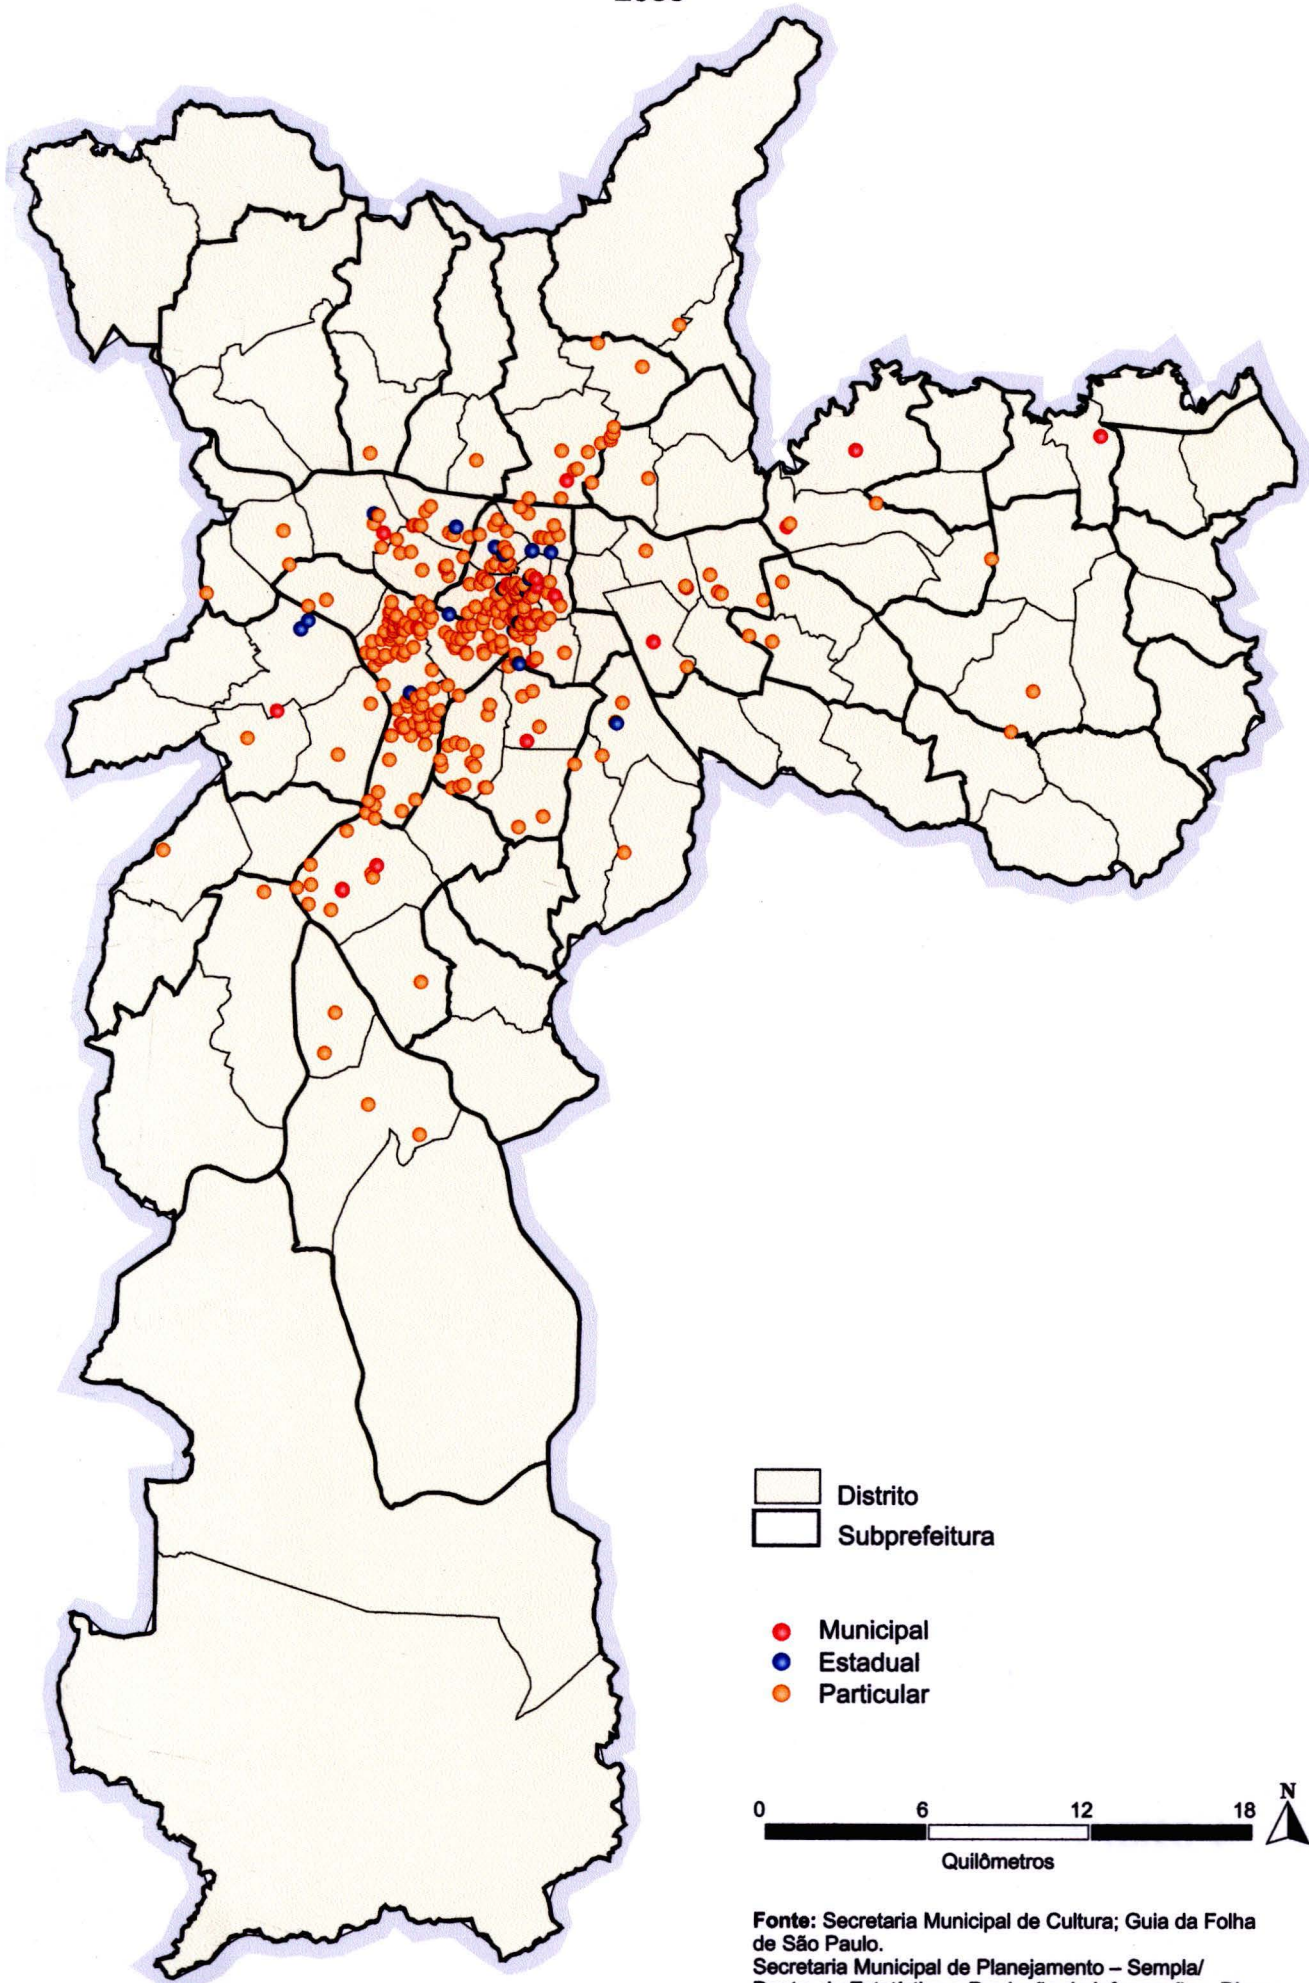 Distrito
Subprefeitura
Municipal
Estadual
Particular
0 6 12 18
N
Quilômetros
Fonte: Secretaria Municipal de Cultura; Guia da Folha
de São Paulo.
Secretaria Municipal de Planejamento – Sempla/